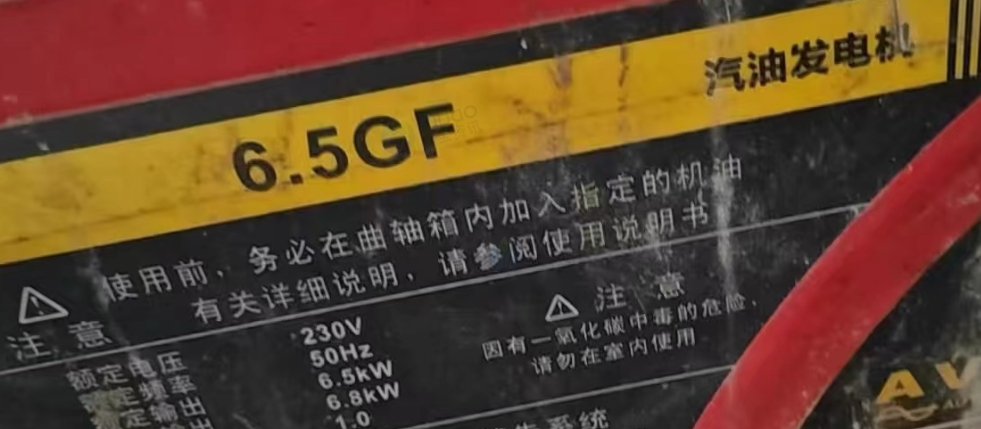 汽油发电机
6.5GF
使用前，务必在曲轴箱内加入指定的机油
有关详细说明，请参阅使用说明书
注意
注意
因有一氧化碳中毒的危险，
请勿在室内使用
额定电压 230V
额定频率 50Hz
额定输出 6.5kW
6.8kW
1.0
系统
AV